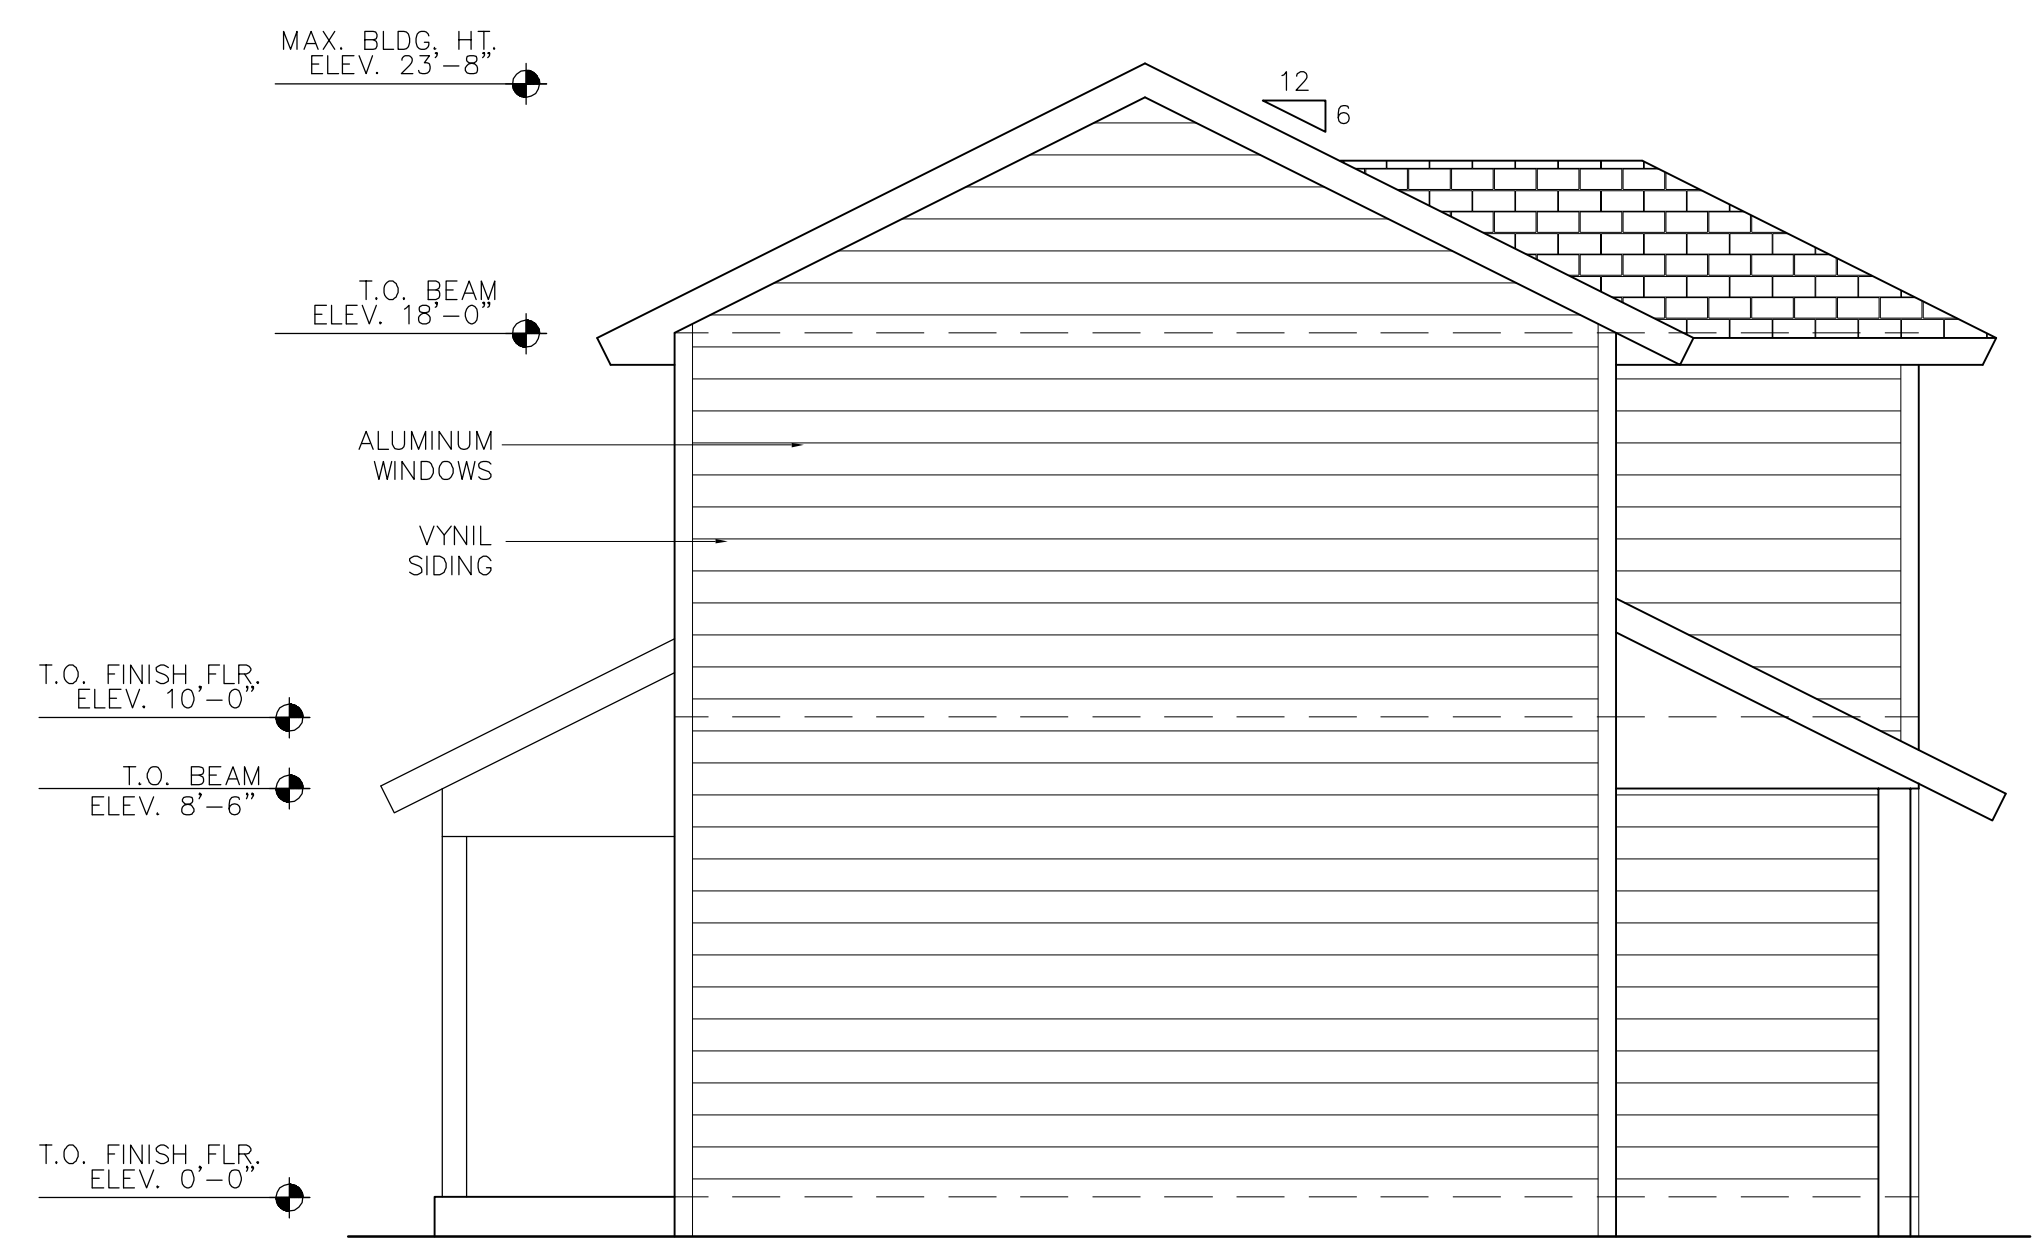 MAX. BLDG. HT.
ELEV. 23'-8"
12
6
T.O. BEAM
ELEV. 18'-0"
ALUMINUM
WINDOWS
VYNIL
SIDING
T.O. FINISH FLR.
ELEV. 10'-0"
T.O. BEAM
ELEV. 8'-6"
T.O. FINISH FLR.
ELEV. 0'-0"